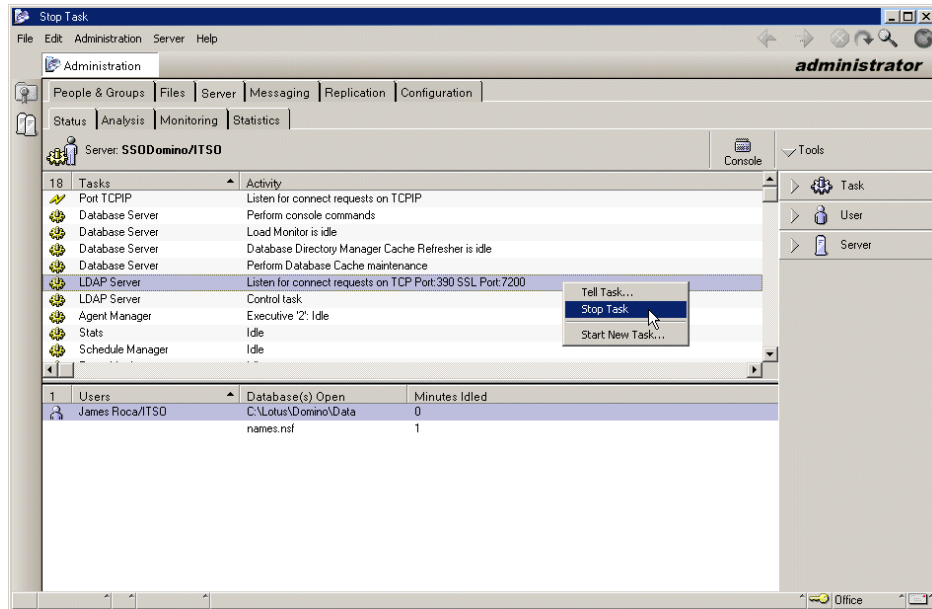 Stop Task
File Edit Administration Server Help
Administration
administrator
People & Groups Files Server Messaging Replication Configuration
Status Analysis Monitoring Statistics
Server: SSODomino/ITSO
Console
Tools
18 Tasks Activity
Port TCPIP Listen for connect requests on TCPIP
Database Server Perform console commands
Database Server Load Monitor is idle
Database Server Database Directory Manager Cache Refresher is idle
Database Server Perform Database Cache maintenance
LDAP Server Listen for connect requests on TCP Port:390 SSL Port:7200
LDAP Server Control task
Agent Manager Executive '2': Idle
Stats Idle
Schedule Manager Idle
Tell Task...
Stop Task
Start New Task...
Task
User
Server
1 Users Database(s) Open Minutes Idled
James Roca/ITSO C:\Lotus\Domino\Data 0
names.nsf 1
Office